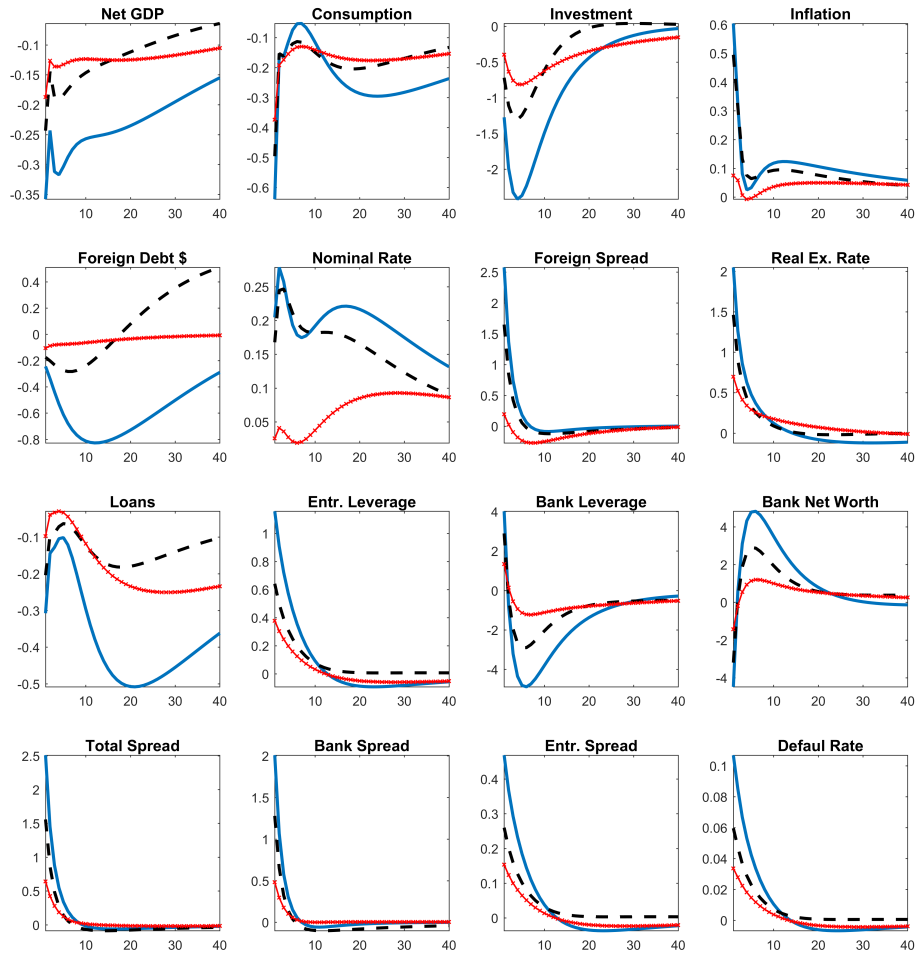 Net GDP
-0.1
-0.15
-0.2
-0.25
-0.3
-0.35
10 20 30 40
Consumption
-0.1
-0.2
-0.3
-0.4
-0.5
-0.6
10 20 30 40
Investment
0
-0.5
-1
-1.5
-2
10 20 30 40
Inflation
0.6
0.5
0.4
0.3
0.2
0.1
0
10 20 30 40
Foreign Debt $
0.4
0.2
0
-0.2
-0.4
-0.6
-0.8
10 20 30 40
Nominal Rate
0.25
0.2
0.15
0.1
0.05
10 20 30 40
Foreign Spread
2.5
2
1.5
1
0.5
0
10 20 30 40
Real Ex. Rate
2
1.5
1
0.5
0
10 20 30 40
Loans
-0.1
-0.2
-0.3
-0.4
-0.5
10 20 30 40
Entr. Leverage
1
0.8
0.6
0.4
0.2
0
10 20 30 40
Bank Leverage
4
2
0
-2
-4
10 20 30 40
Bank Net Worth
4
2
0
-2
-4
10 20 30 40
Total Spread
2.5
2
1.5
1
0.5
0
10 20 30 40
Bank Spread
2
1.5
1
0.5
0
10 20 30 40
Entr. Spread
0.4
0.3
0.2
0.1
0
10 20 30 40
Defaul Rate
0.1
0.08
0.06
0.04
0.02
0
10 20 30 40